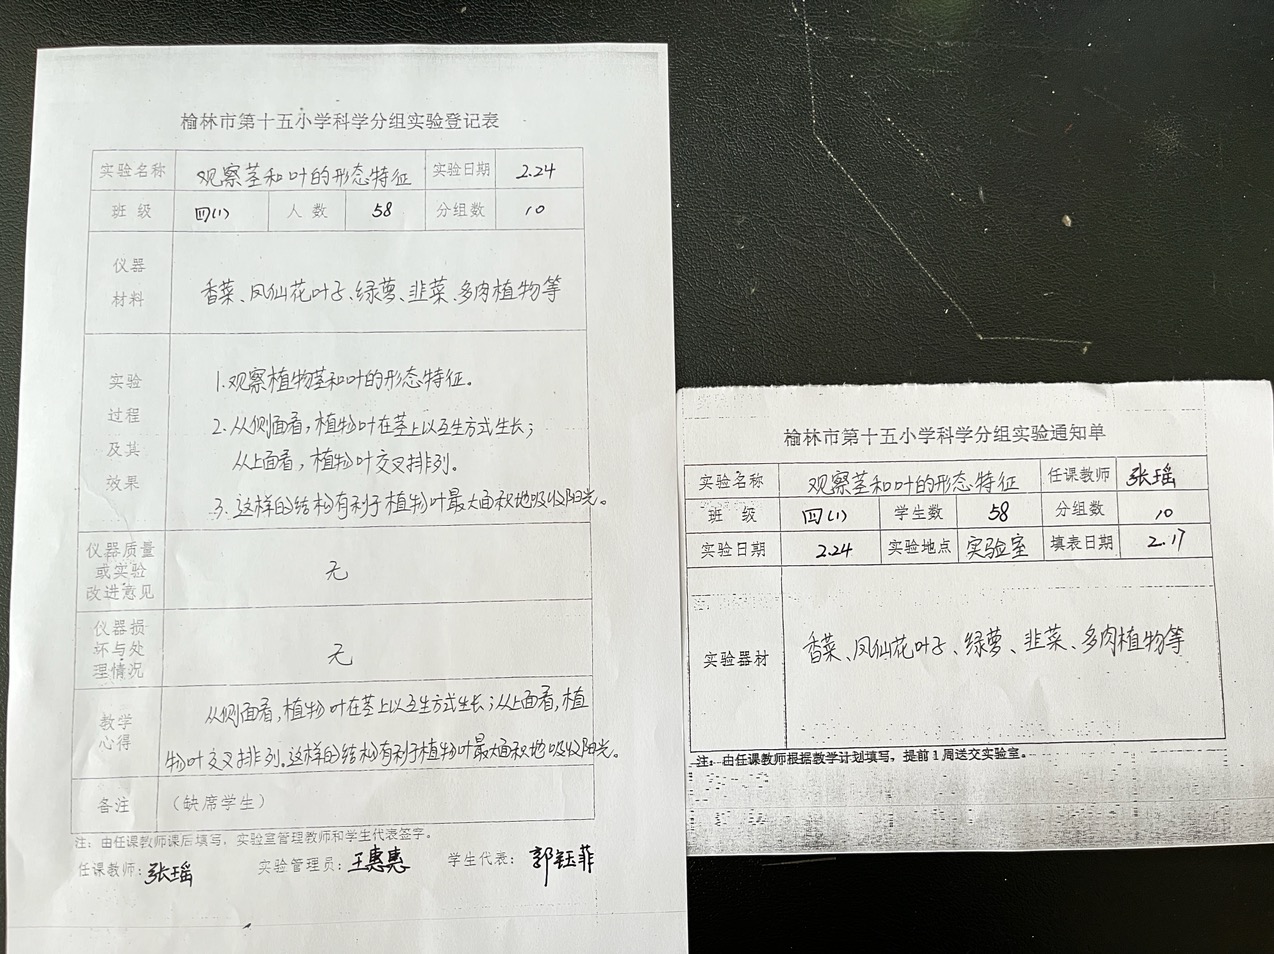 榆林市第十五小学科学分组实验登记表
实验名称 观察茎和叶的形态特征 实验日期 2.24
班 级 四(1) 人 数 58 分组数 10
仪器
材料
香菜、凤仙花叶子、绿萝、韭菜、多肉植物等
实验
过程
及其
效果
1.观察植物茎和叶的形态特征。
2.从侧面看,植物叶在茎上以互生方式生长;
从上面看,植物叶交叉排列。
3.这样的结构有利于植物叶最大面积地吸收阳光。
仪器质量
或实验
改进意见
无
仪器损
坏与处
理情况
无
教学
心得
从侧面看,植物叶在茎上以互生方式生长;从上面看,植
物叶交叉排列。这样的结构有利于植物叶最大面积地吸收阳光。
备注 （缺席学生）
注：由任课教师课后填写，实验室管理教师和学生代表签字。
任课教师：张瑶 实验管理员：王惠惠 学生代表：郭钰菲
榆林市第十五小学科学分组实验通知单
实验名称 观察茎和叶的形态特征 任课教师 张瑶
班 级 四(1) 学生数 58 分组数 10
实验日期 2.24 实验地点 实验室 填表日期 2.17
实验器材 香菜、凤仙花叶子、绿萝、韭菜、多肉植物等
注：由任课教师根据教学计划填写，提前1周送交实验室。